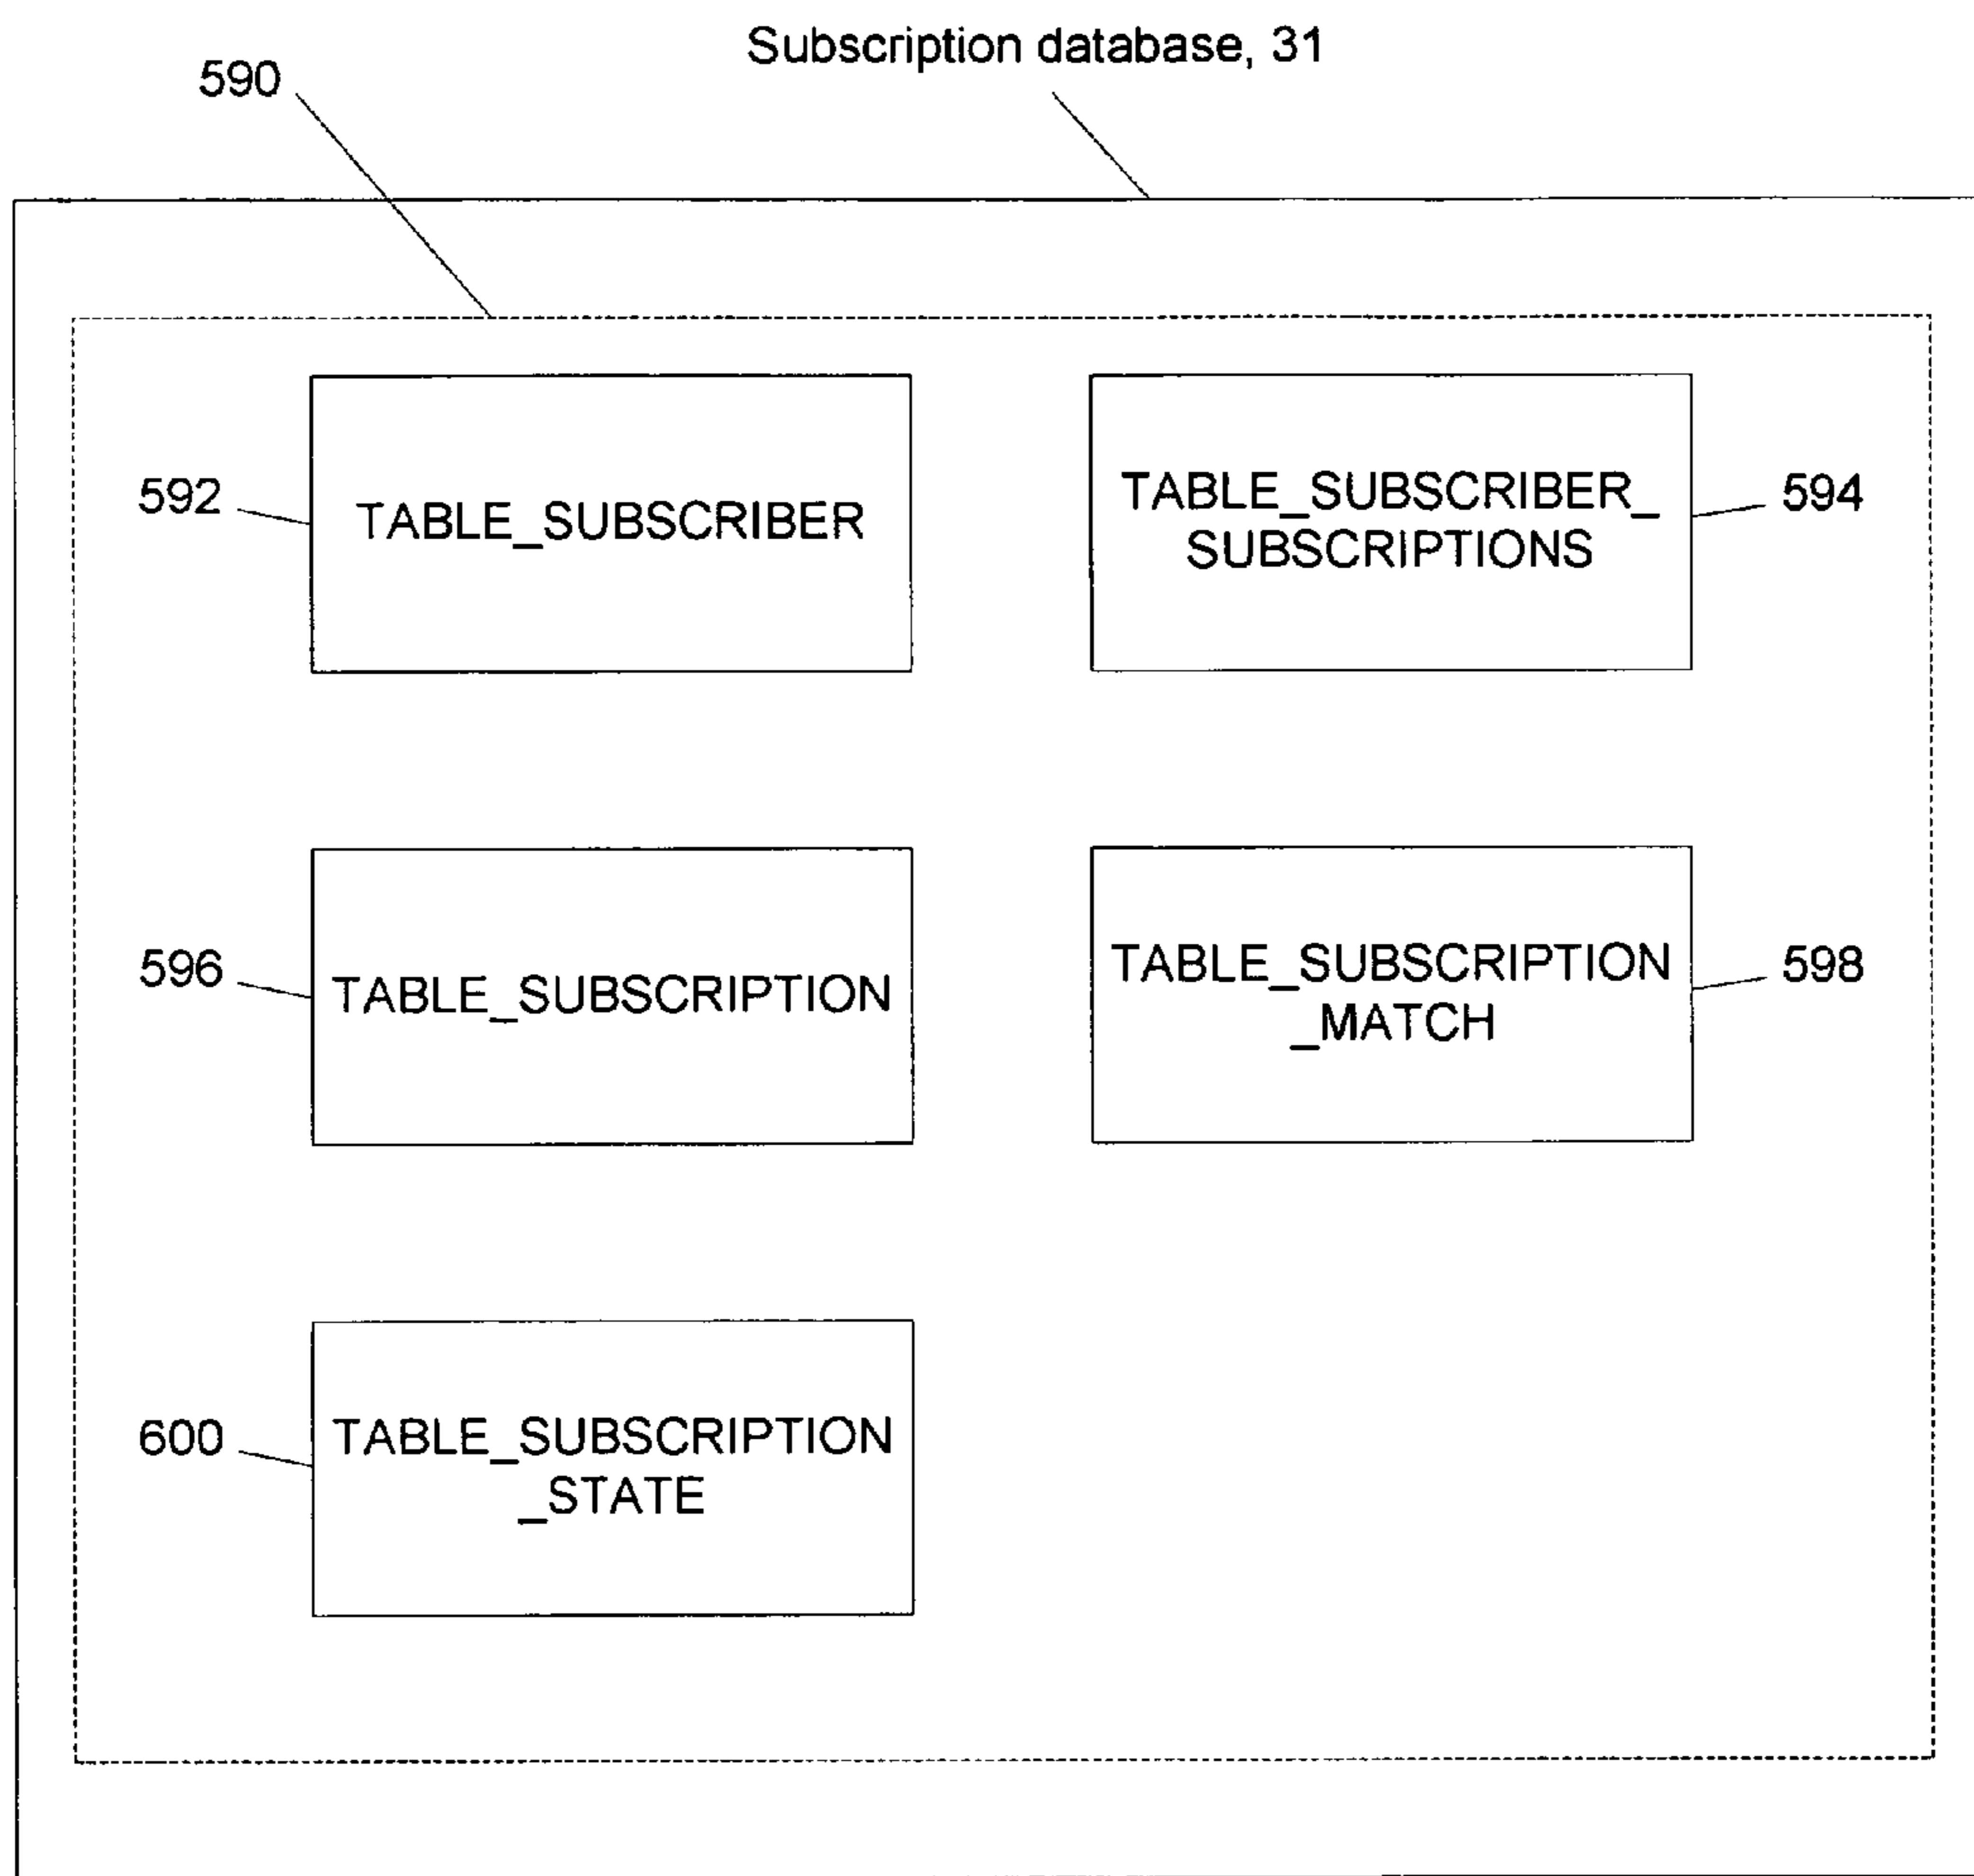 Subscription database, 31
590
592
TABLE_SUBSCRIBER
TABLE_SUBSCRIBER_
SUBSCRIPTIONS
594
596
TABLE_SUBSCRIPTION
TABLE_SUBSCRIPTION
_MATCH
598
600
TABLE_SUBSCRIPTION
_STATE